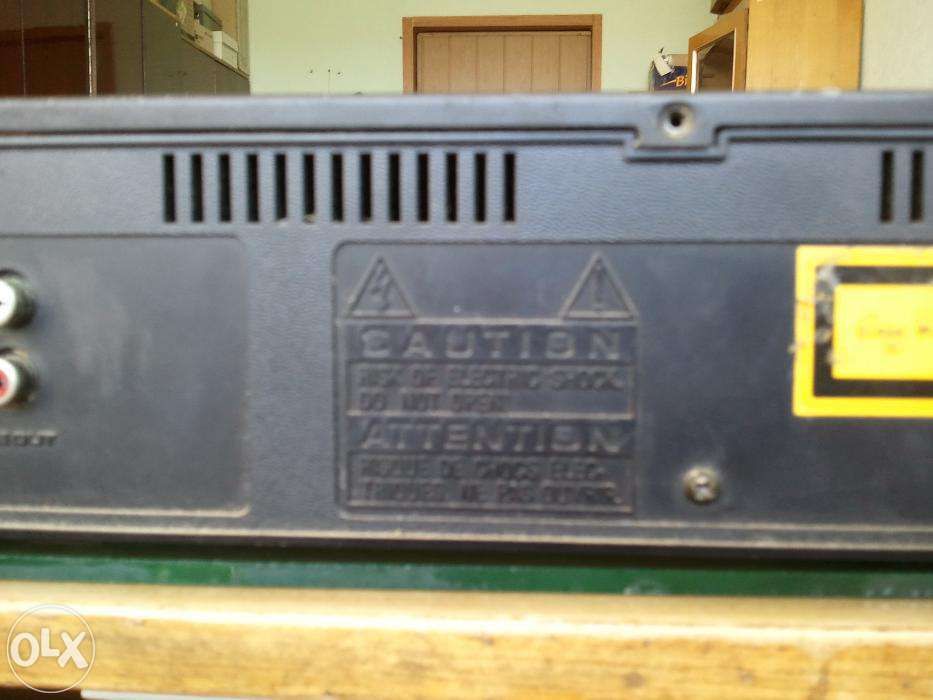 CAUTION
RISK OF ELECTRIC SHOCK.
DO NOT OPEN.
ATTENTION
RISQUE DE CHOCS ELEC-
TRIQUES NE PAS OUVRIR.
OLX